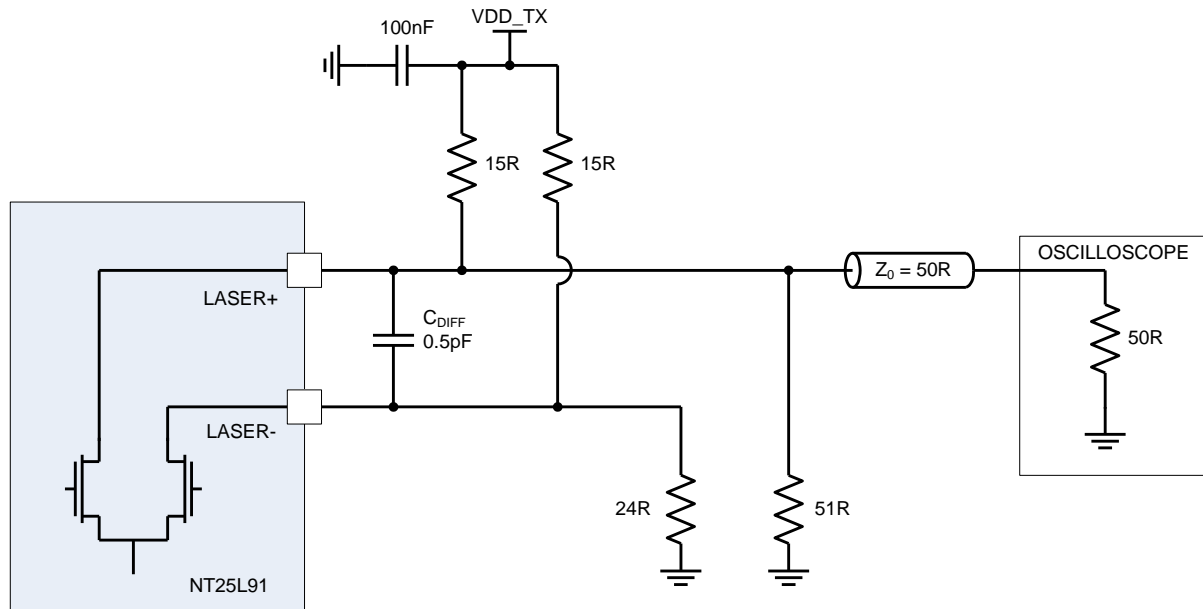 VDD_TX
100nF
15R
15R
OSCILLOSCOPE
Z0 = 50R
LASER+
CDIFF
0.5pF
50R
LASER-
24R
51R
NT25L91